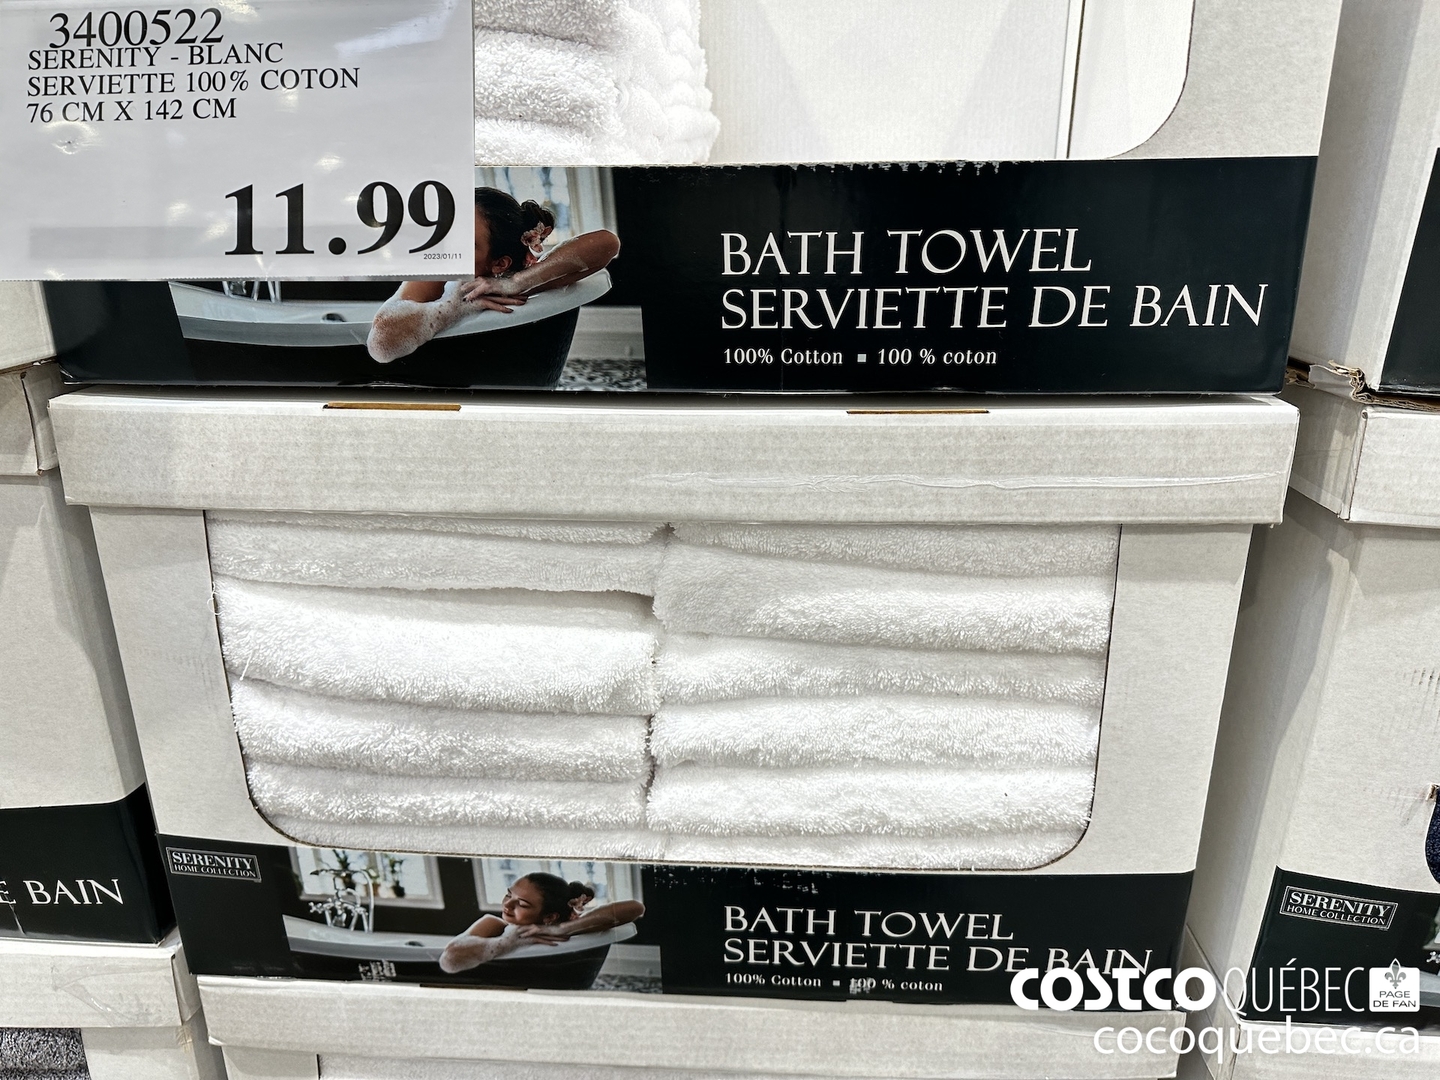 3400522
SERENITY - BLANC
SERVIETTE 100% COTON
76 CM X 142 CM
11.99
2023/01/11
BATH TOWEL
SERVIETTE DE BAIN
100% Cotton ▪ 100 % coton
E BAIN
SERENITY
HOME COLLECTION
BATH TOWEL
SERVIETTE DE BAIN
100% Cotton ▪ 100 % coton
SERENITY
HOME COLLECTION
COSTCO QUÉBEC
PAGE
DE FAN
cocoquebec.ca